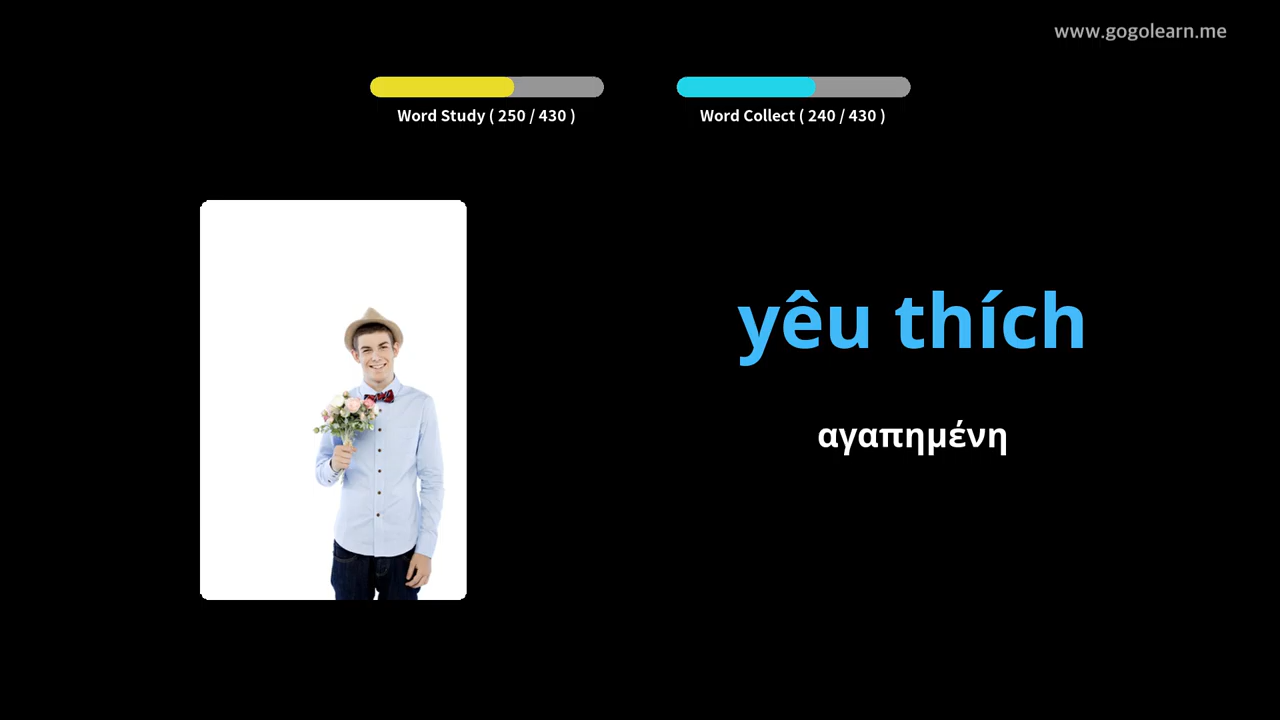 www.gogolearn.me
Word Study ( 250 / 430 )
Word Collect ( 240 / 430 )
yêu thích
αγαπημένη